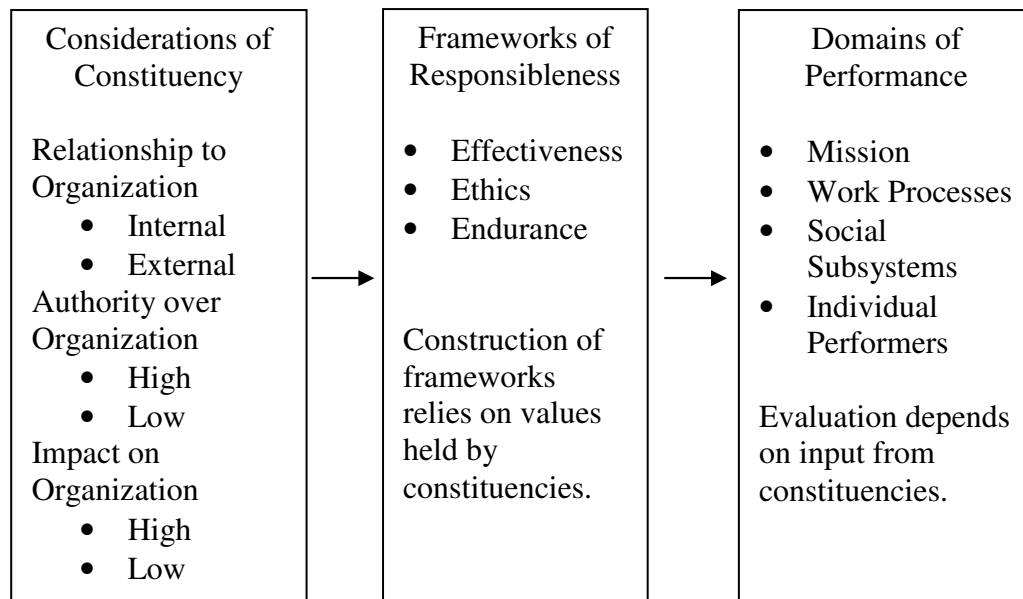 Considerations of
Constituency
Relationship to
Organization
• Internal
• External
Authority over
Organization
• High
• Low
Impact on
Organization
• High
• Low
Frameworks of
Responsibleness
• Effectiveness
• Ethics
• Endurance
Construction of
frameworks
relies on values
held by
constituencies.
Domains of
Performance
• Mission
• Work Processes
• Social
Subsystems
• Individual
Performers
Evaluation depends
on input from
constituencies.